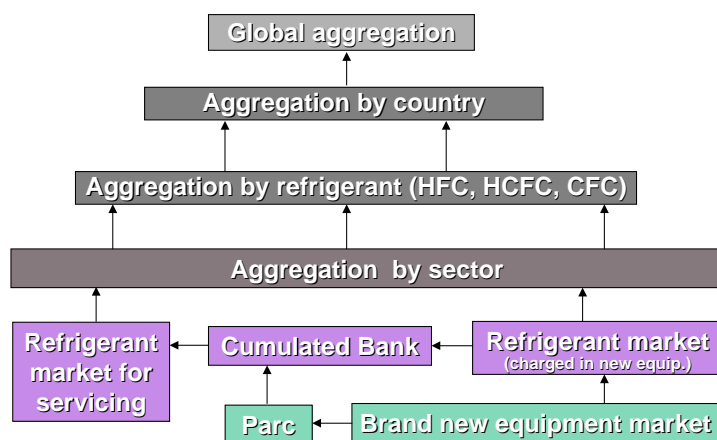 Global aggregation
Aggregation by country
Aggregation by refrigerant (HFC, HCFC, CFC)
Aggregation by sector
Refrigerant
market for
servicing
Cumulated Bank
Refrigerant market
(charged in new equip.)
Parc
Brand new equipment market